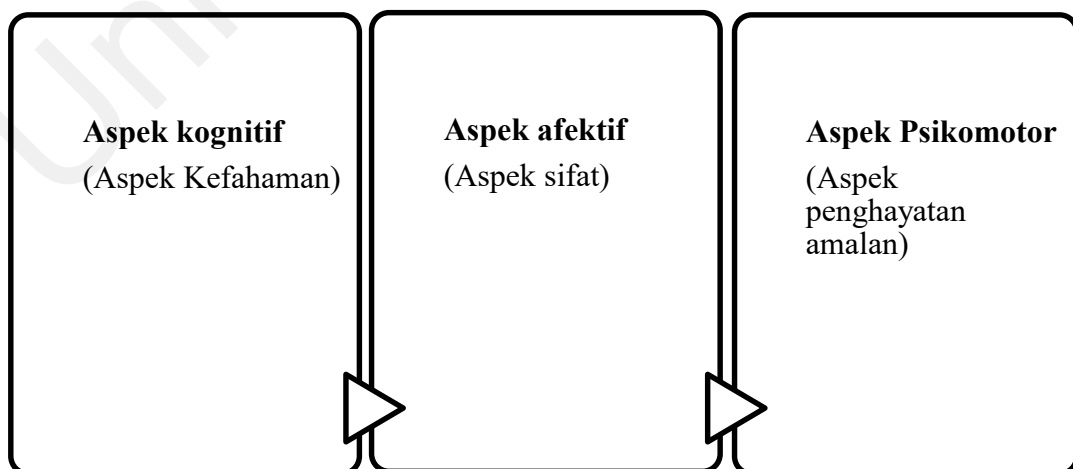 Aspek kognitif
(Aspek Kefahaman)
Aspek afektif
(Aspek sifat)
Aspek Psikomotor
(Aspek
penghayatan
amalan)